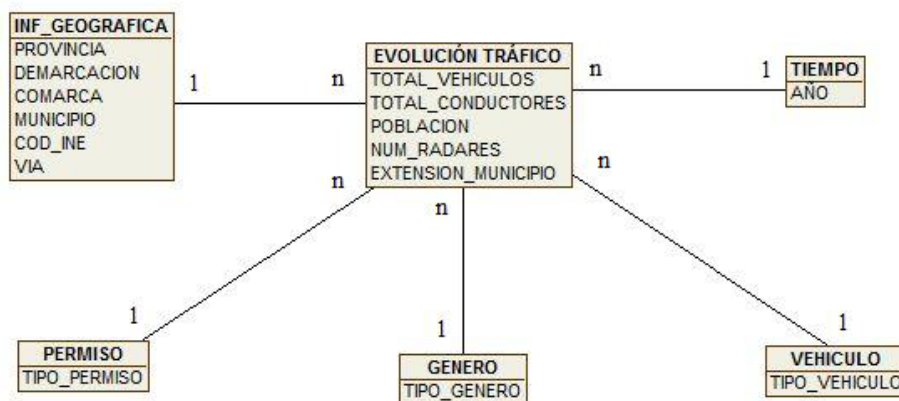 INF_GEOGRAFICA
PROVINCIA
DEMARCACION
COMARCA
MUNICIPIO
COD_INE
VIA
1
n
EVOLUCIÓN TRÁFICO
TOTAL_VEHICULOS
TOTAL_CONDUCTORES
POBLACION
NUM_RADARES
EXTENSION_MUNICIPIO
n
1
TIEMPO
AÑO
n
n
n
1
1
1
PERMISO
TIPO_PERMISO
GENERO
TIPO_GENERO
VEHICULO
TIPO_VEHICULO